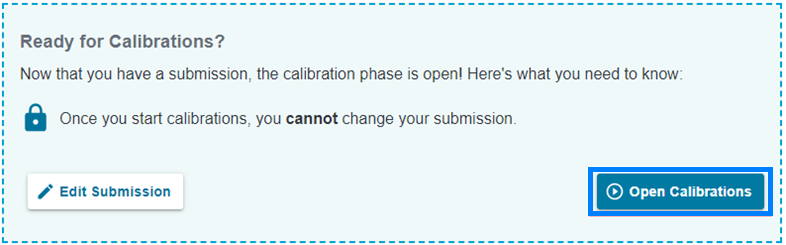 Ready for Calibrations?
Now that you have a submission, the calibration phase is open! Here's what you need to know:
Once you start calibrations, you cannot change your submission.
Edit Submission
Open Calibrations